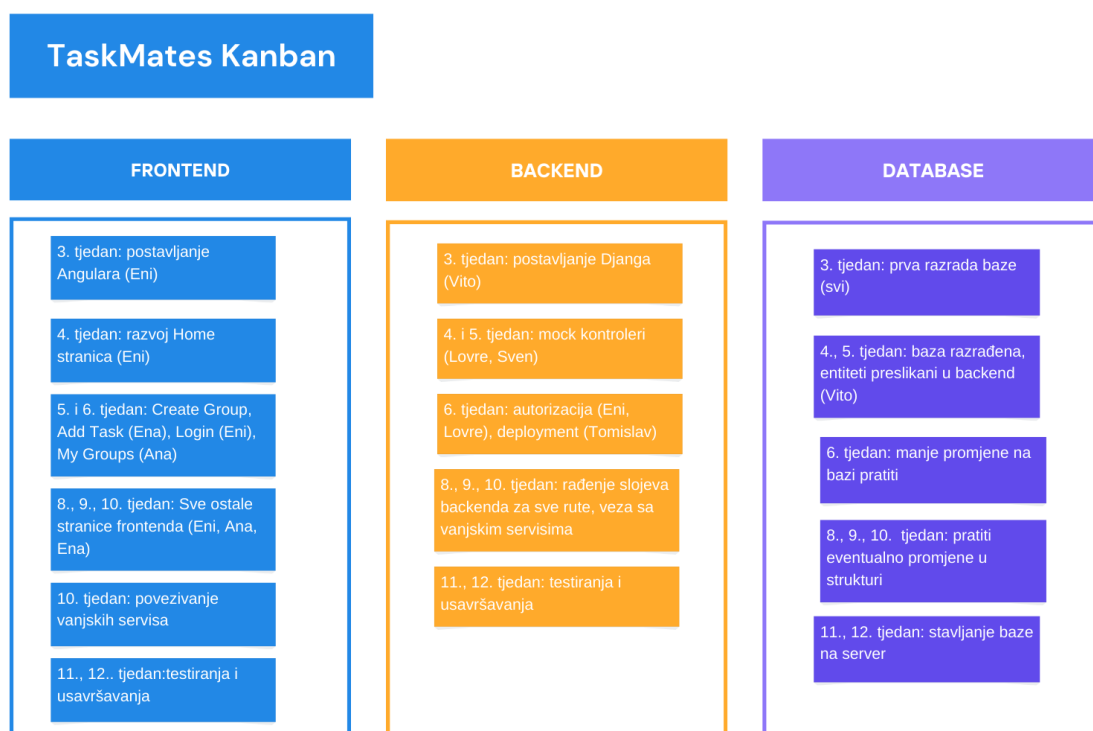 TaskMates Kanban
FRONTEND
3. tjedan: postavljanje
Angulara (Eni)
4. tjedan: razvoj Home
stranica (Eni)
5. i 6. tjedan: Create Group,
Add Task (Ena), Login (Eni),
My Groups (Ana)
8., 9., 10. tjedan: Sve ostale
stranice frontenda (Eni, Ana,
Ena)
10. tjedan: povezivanje
vanjskih servisa
11., 12.. tjedan:testiranja i
usavršavanja
BACKEND
3. tjedan: postavljanje Djanga
(Vito)
4. i 5. tjedan: mock kontroleri
(Lovre, Sven)
6. tjedan: autorizacija (Eni,
Lovre), deployment (Tomislav)
8., 9., 10. tjedan: rađenje slojeva
backenda za sve rute, veza sa
vanjskim servisima
11., 12. tjedan: testiranja i
usavršavanja
DATABASE
3. tjedan: prva razrada baze
(svi)
4., 5. tjedan: baza razrađena,
entiteti preslikani u backend
(Vito)
6. tjedan: manje promjene na
bazi pratiti
8., 9., 10.  tjedan: pratiti
eventualno promjene u
strukturi
11., 12. tjedan: stavljanje baze
na server